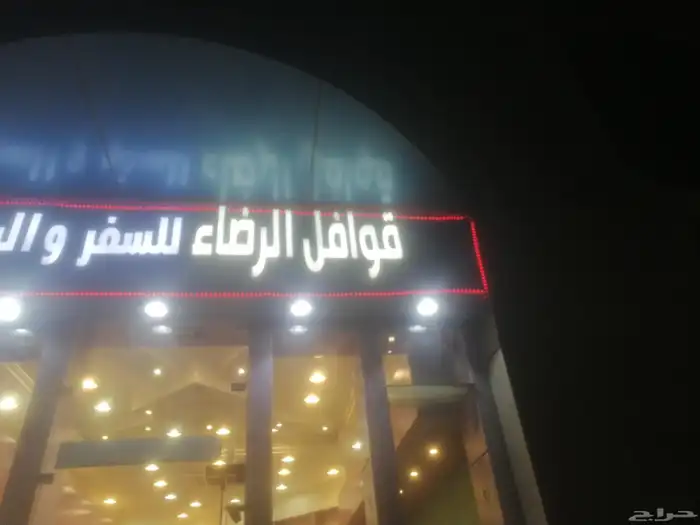 قوافل الرضاء للسفر و
حراج